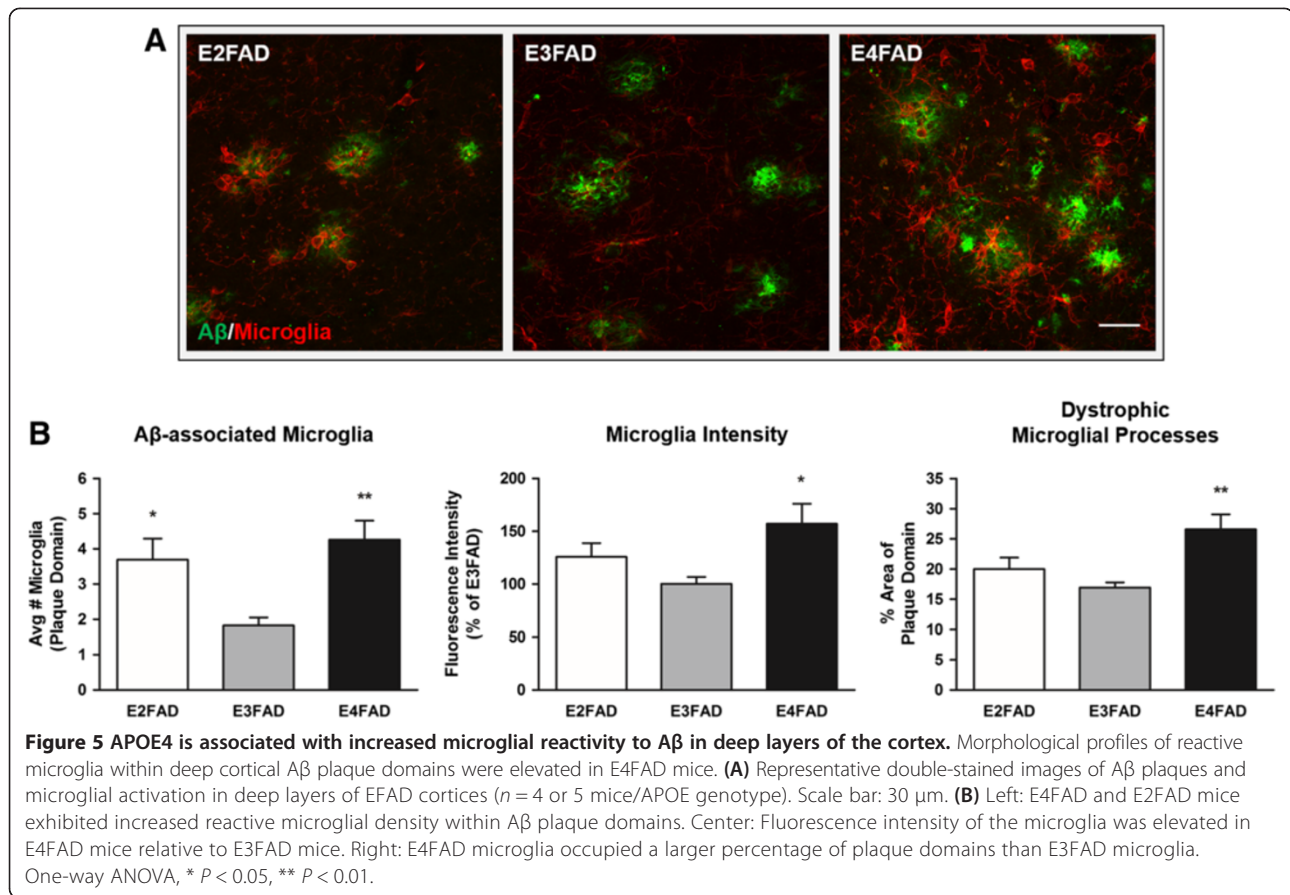 A
E2FAD
E3FAD
E4FAD
Aβ/Microglia
B
Aβ-associated Microglia
Avg # Microglia
(Plaque Domain)
6
5
4
3
2
1
0
*
**
E2FAD
E3FAD
E4FAD
Microglia Intensity
Fluorescence Intensity
(% of E3FAD)
200
150
100
50
0
*
E2FAD
E3FAD
E4FAD
Dystrophic
Microglial Processes
% Area of
Plaque Domain
35
30
25
20
15
10
5
0
**
E2FAD
E3FAD
E4FAD
Figure 5 APOE4 is associated with increased microglial reactivity to Aβ in deep layers of the cortex. Morphological profiles of reactive
microglia within deep cortical Aβ plaque domains were elevated in E4FAD mice. (A) Representative double-stained images of Aβ plaques and
microglial activation in deep layers of EFAD cortices (n = 4 or 5 mice/APOE genotype). Scale bar: 30 μm. (B) Left: E4FAD and E2FAD mice
exhibited increased reactive microglial density within Aβ plaque domains. Center: Fluorescence intensity of the microglia was elevated in
E4FAD mice relative to E3FAD mice. Right: E4FAD microglia occupied a larger percentage of plaque domains than E3FAD microglia.
One-way ANOVA, * P < 0.05, ** P < 0.01.